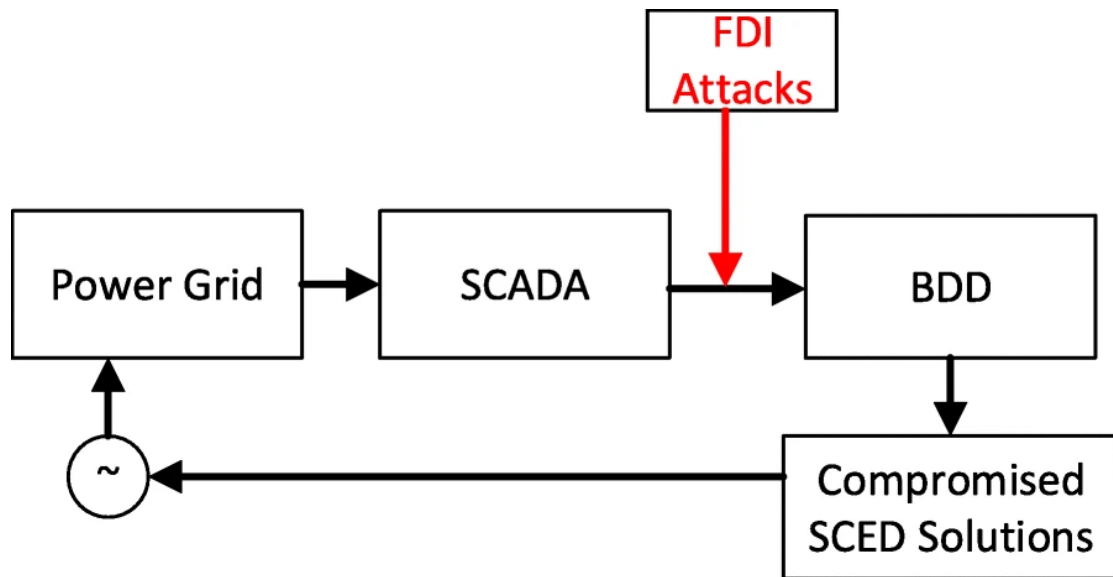 FDI
Attacks
Power Grid
SCADA
BDD
~
Compromised
SCED Solutions